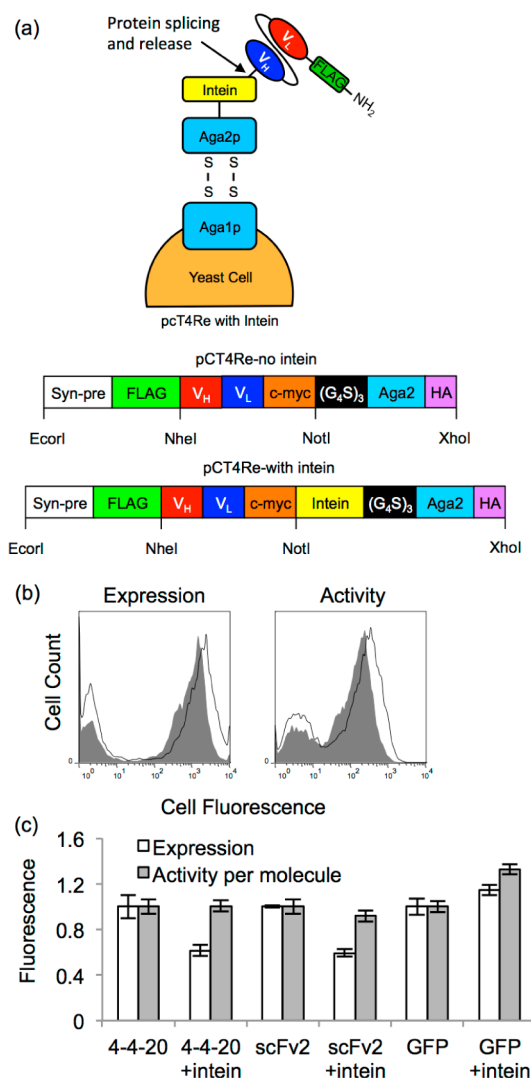 (a)
Protein splicing
and release
VL
VH
FLAG
NH2
Intein
Aga2p
S S
S S
Aga1p
Yeast Cell
pcT4Re with Intein
pCT4Re-no intein
Syn-pre FLAG VH VL c-myc (G4S)3 Aga2 HA
EcorI NheI NotI XhoI
pCT4Re-with intein
Syn-pre FLAG VH VL c-myc Intein (G4S)3 Aga2 HA
EcorI NheI NotI XhoI
(b)
Expression Activity
Cell Count
0 0
10^0 10^1 10^2 10^3 10^4 10^0 10^1 10^2 10^3 10^4
Cell Fluorescence
(c)
Fluorescence
1.6
1.2
0.8
0.4
0
Expression
Activity per molecule
4-4-20 4-4-20 +intein scFv2 scFv2 +intein GFP GFP +intein